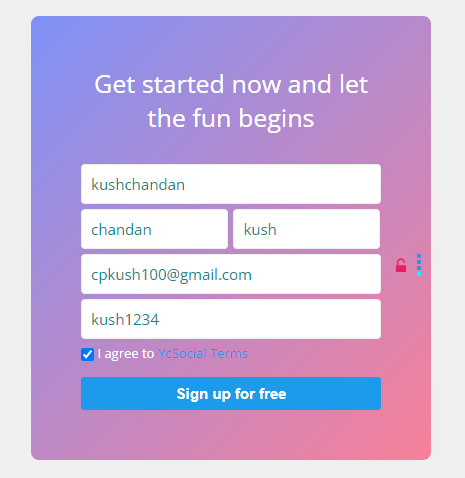 Get started now and let
the fun begins
kushchandan
chandan kush
cpkush100@gmail.com
kush1234
I agree to YcSocial Terms
Sign up for free